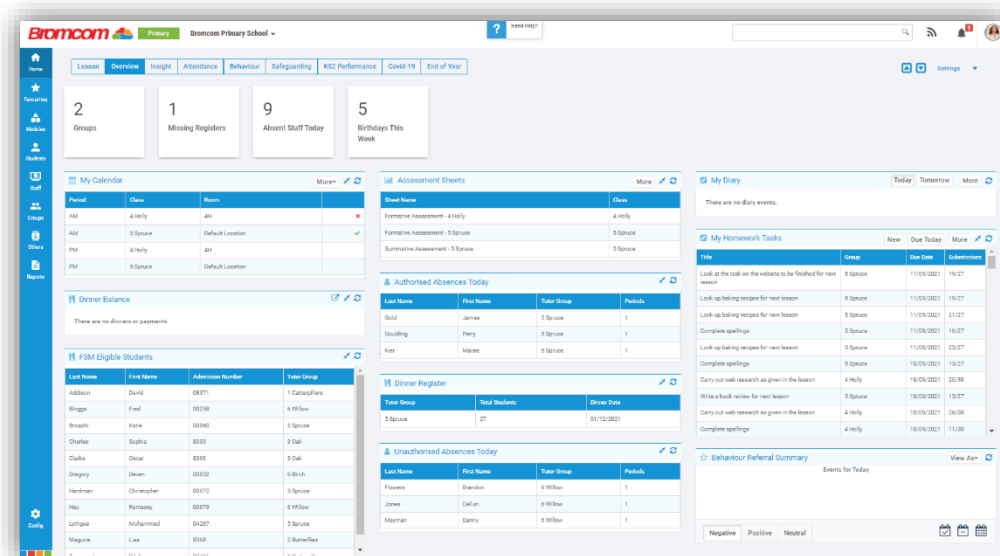 Bromcom Primary Bromcom Primary School
? Need Help?
1
Home
Favourites
Modules
Students
Staff
Groups
Others
Reports
Config
Lesson Overview Insight Attendance Behaviour Safeguarding KS2 Performance Covid-19 End of Year
Settings
2
Groups
1
Missing Registers
9
Absent Staff Today
5
Birthdays This
Week
My Calendar More
Period Class Room
AM 4 Holly 4H
AM 5 Spruce Default Location
PM 4 Holly 4H
PM 5 Spruce Default Location
Dinner Balance
There are no dinners or payments.
FSM Eligible Students
Last Name First Name Admission Number Tutor Group
Addison David 08371 1 Caterpillars
Bloggs Fred 08258 6 Willow
Broashi Katie 00960 5 Spruce
Charles Sophia 8333 3 Oak
Clarke Oscar 8366 3 Oak
Gregory Deven 00892 6 Birch
Hardman Christopher 00872 5 Spruce
Hay Ramssey 00879 6 Willow
Lythgoe Mohammed 04287 5 Spruce
Maguire Lisa 8368 2 Butterflies
Assessment Sheets More
Sheet Name Class
Formative Assessment - 4 Holly 4 Holly
Formative Assessment - 5 Spruce 5 Spruce
Summative Assessment - 5 Spruce 5 Spruce
Authorised Absences Today
Last Name First Name Tutor Group Periods
Gold James 5 Spruce 1
Goulding Perry 5 Spruce 1
Kier Maisie 5 Spruce 1
Dinner Register
Tutor Group Total Students Dinner Date
5 Spruce 27 01/12/2021
Unauthorised Absences Today
Last Name First Name Tutor Group Periods
Flowers Brandon 6 Willow 1
Jones Callun 6 Willow 1
Mayman Danny 6 Willow 1
My Diary Today Tomorrow More
There are no diary events.
My Homework Tasks New Due Today More
Title Group Due Date Submissions
Look at the task on the website to be finished for next 5 Spruce 11/09/2021 19/27
lesson
Look up baking recipes for next lesson 5 Spruce 11/09/2021 19/27
Look up baking recipes for next lesson 5 Spruce 11/09/2021 21/27
Complete spellings 5 Spruce 11/09/2021 16/27
Look up baking recipes for next lesson 5 Spruce 11/09/2021 23/27
Complete spellings 5 Spruce 18/09/2021 12/27
Carry out web research as given in the lesson 4 Holly 18/09/2021 20/30
Write a book review for next lesson 5 Spruce 18/09/2021 15/27
Carry out web research as given in the lesson 4 Holly 18/09/2021 26/30
Complete spellings 4 Holly 18/09/2021 11/30
Behaviour Referral Summary View As
Events for Today
Negative Positive Neutral